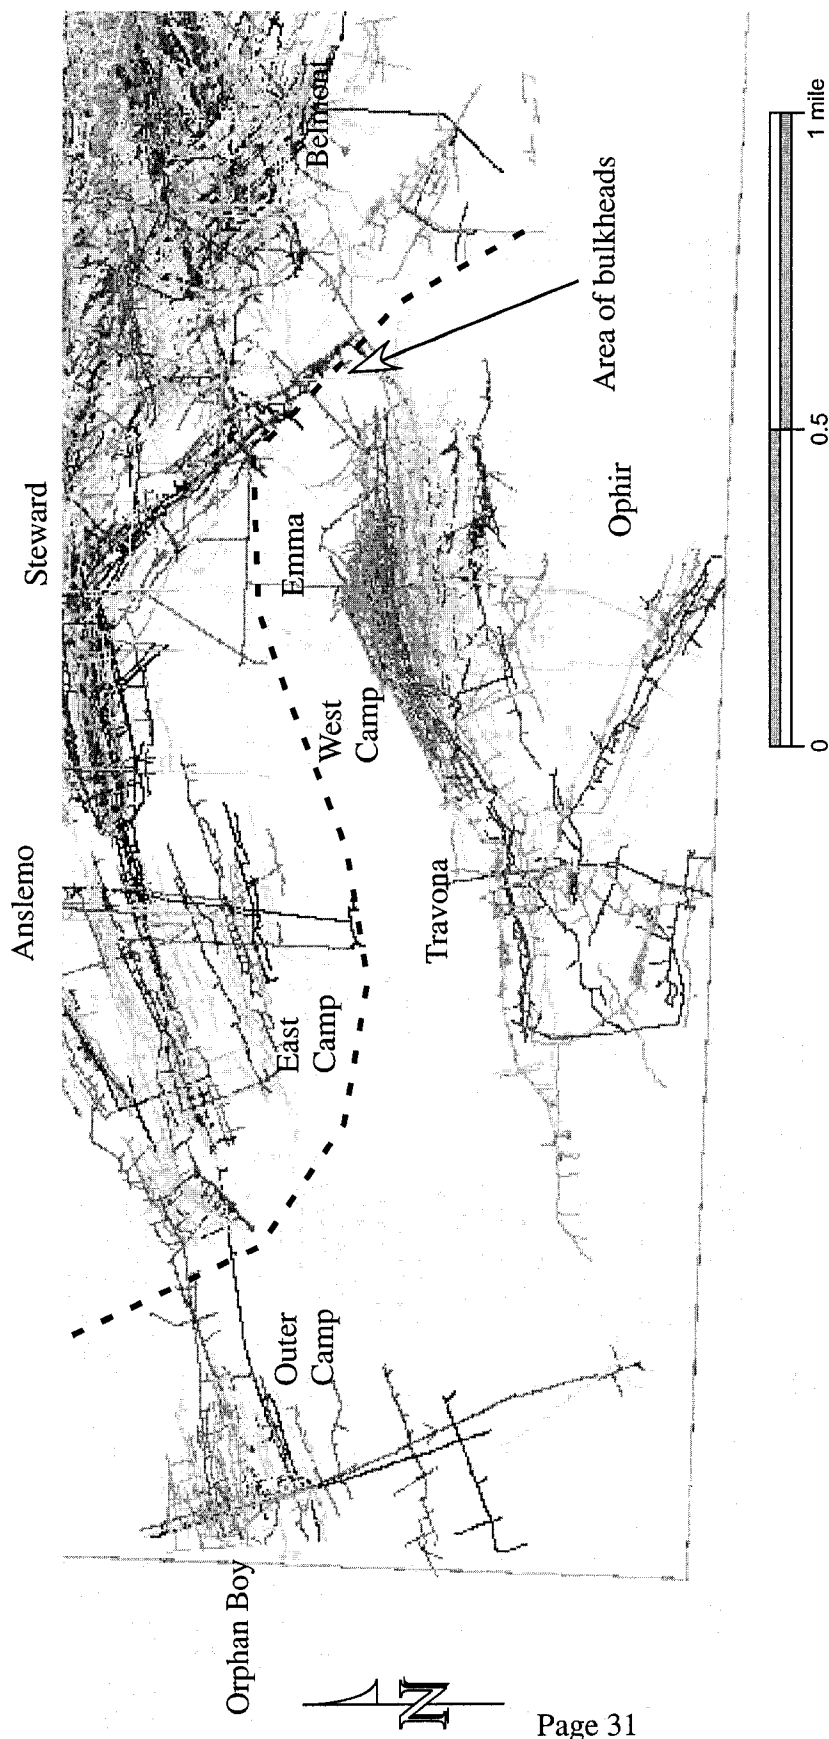 Steward
Anslemo
Belmont
Emma
West
Camp
East
Camp
Outer
Camp
Orphan Boy
Travona
Ophir
Area of bulkheads
0
0.5
1 mile
N
Page 31